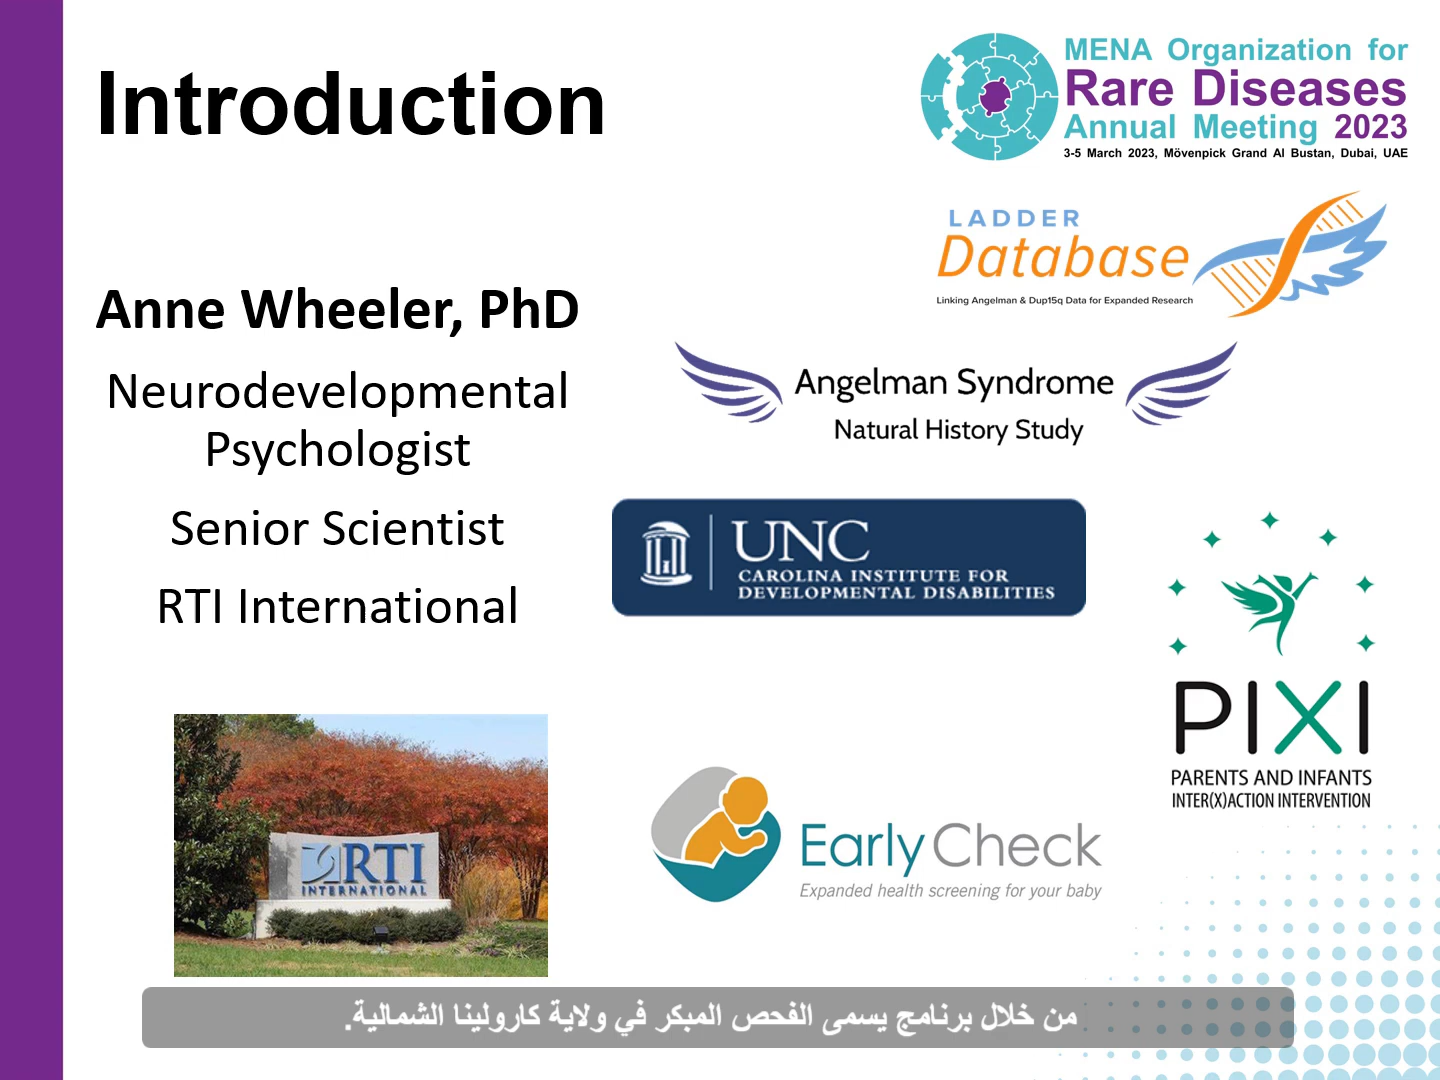 Introduction
MENA Organization for
Rare Diseases
Annual Meeting 2023
3-5 March 2023, Mövenpick Grand Al Bustan, Dubai, UAE
LADDER
Database
Linking Angelman & Dup15q Data for Expanded Research
Anne Wheeler, PhD
Neurodevelopmental
Psychologist
Senior Scientist
RTI International
Angelman Syndrome
Natural History Study
UNC
CAROLINA INSTITUTE FOR
DEVELOPMENTAL DISABILITIES
PIXI
PARENTS AND INFANTS
INTER(X)ACTION INTERVENTION
RTI
INTERNATIONAL
Early Check
Expanded health screening for your baby
من خلال برنامج يسمى الفحص المبكر في ولاية كارولينا الشمالية.